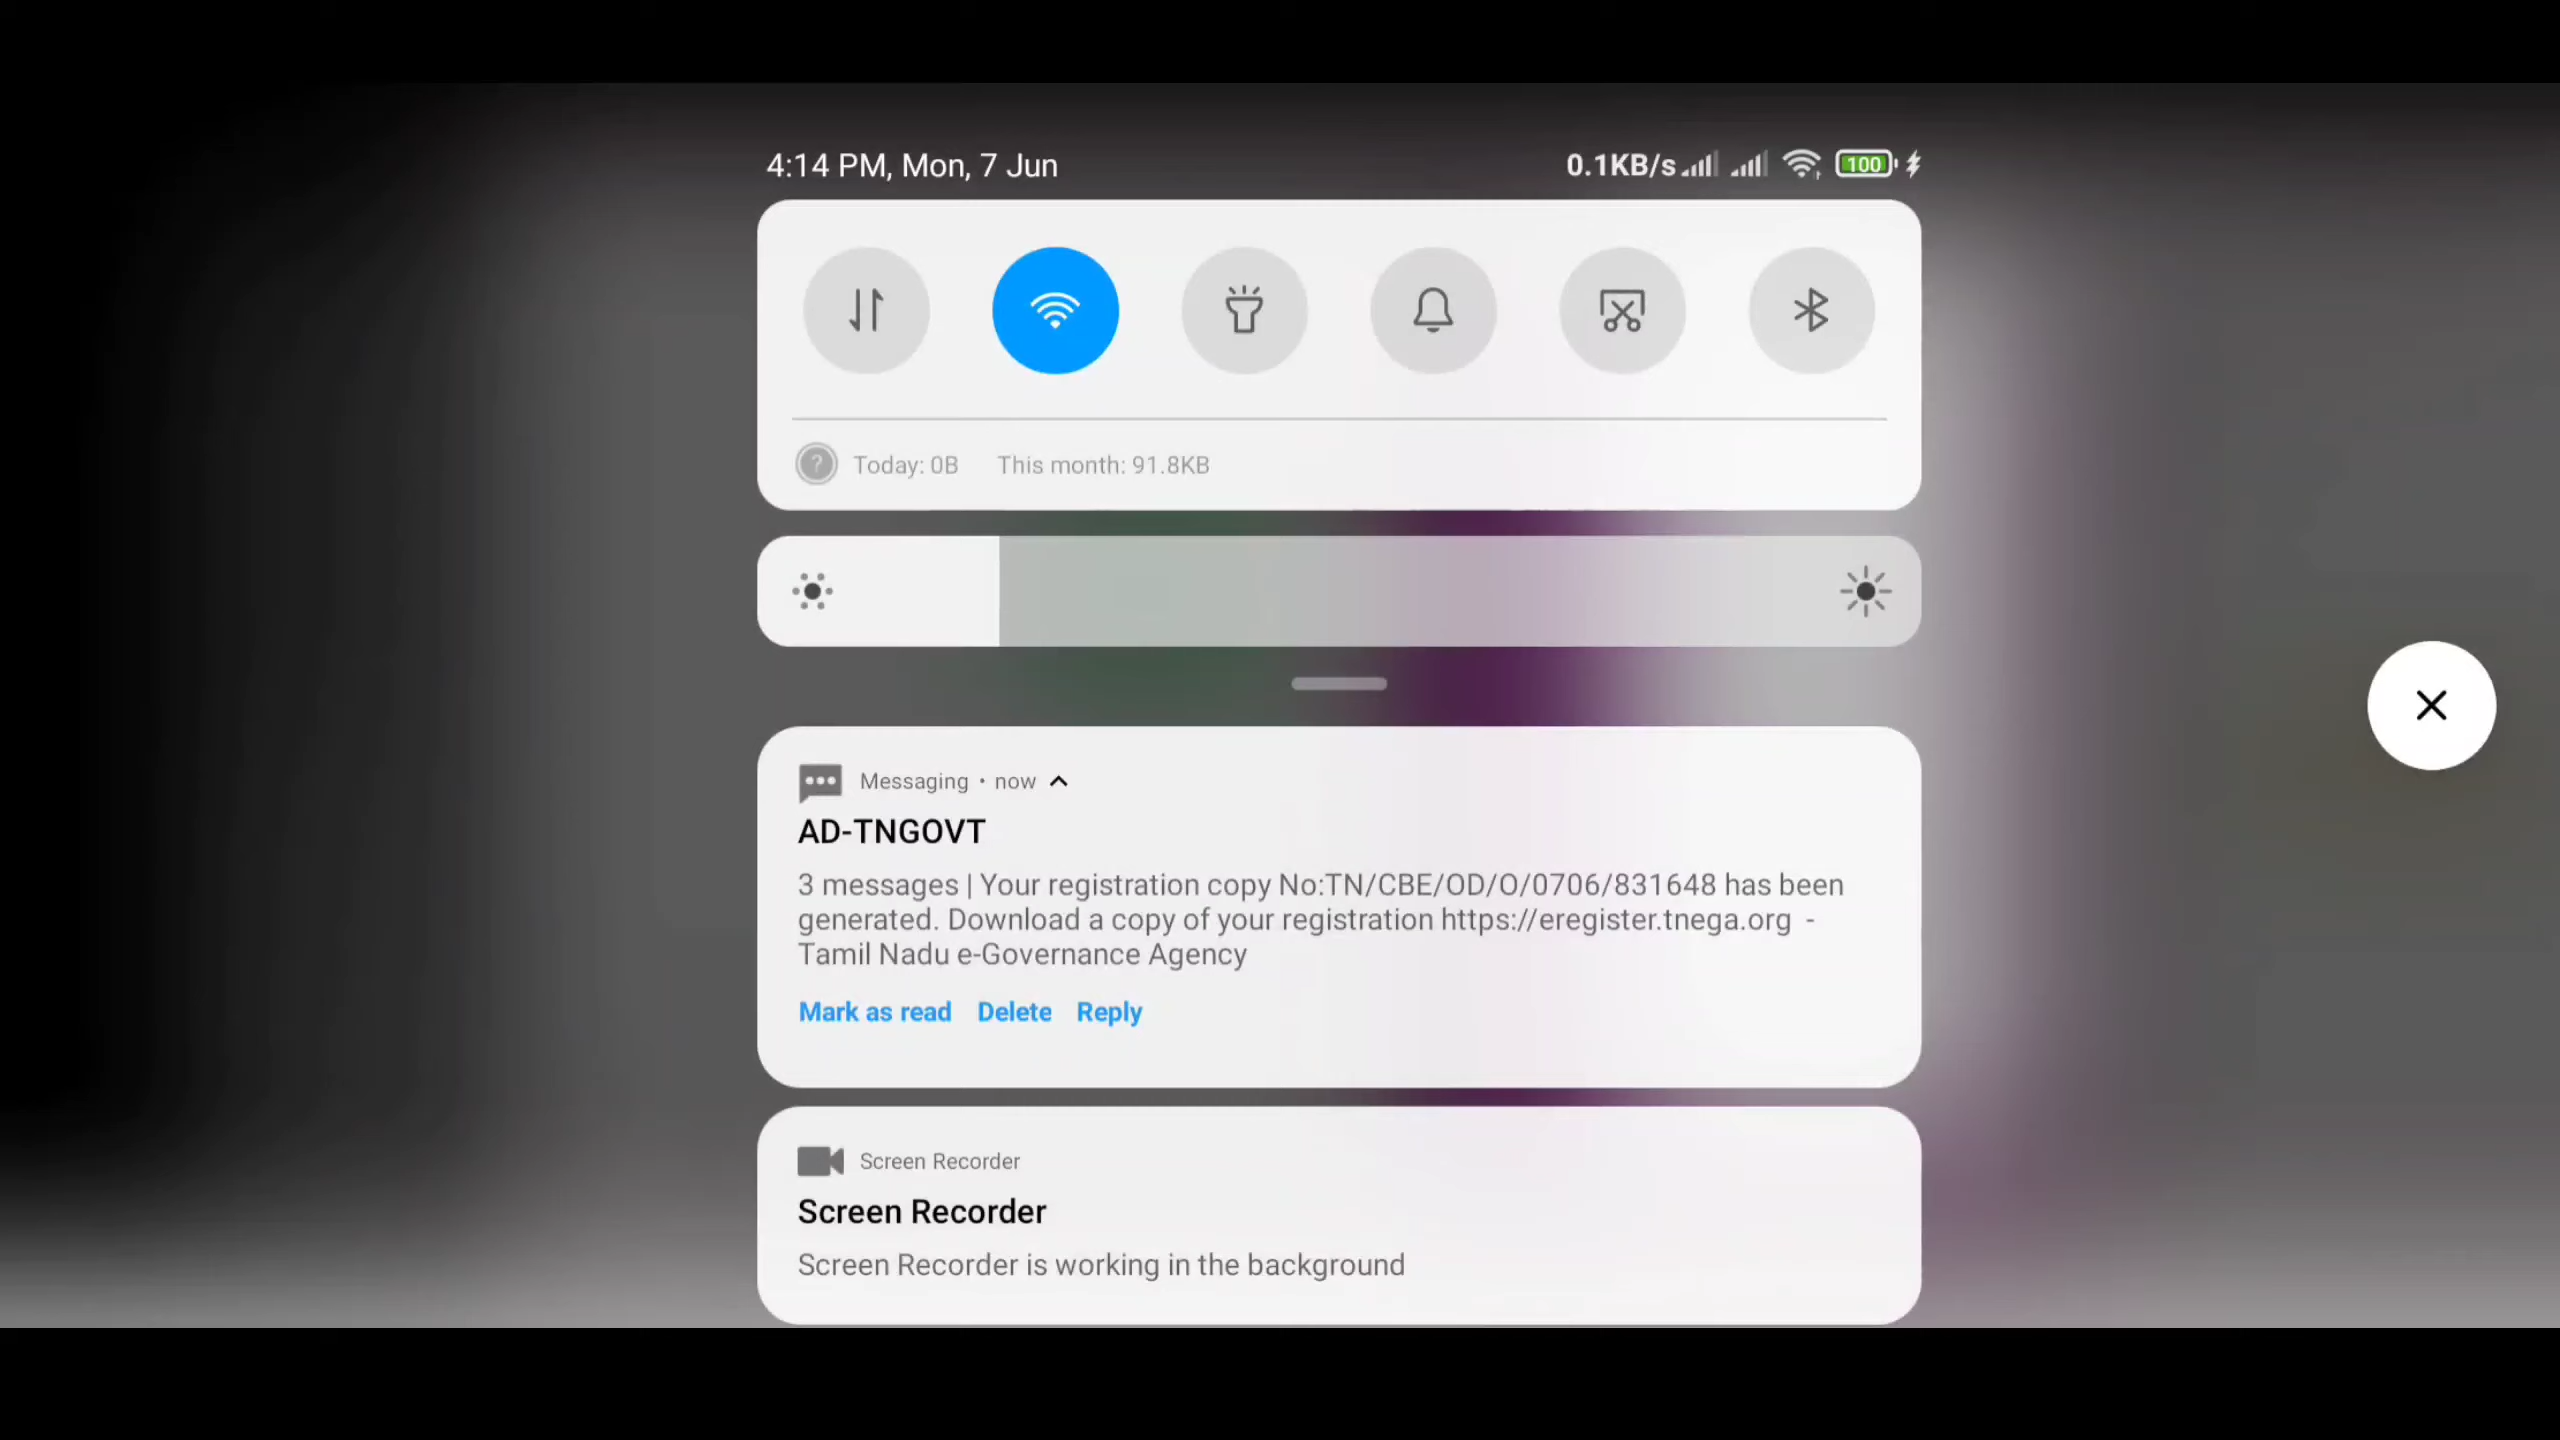 4:14 PM, Mon, 7 Jun
0.1KB/s 100
Today: 0B This month: 91.8KB
Messaging • now
AD-TNGOVT
3 messages | Your registration copy No:TN/CBE/OD/O/0706/831648 has been
generated. Download a copy of your registration https://eregister.tnega.org -
Tamil Nadu e-Governance Agency
Mark as read Delete Reply
Screen Recorder
Screen Recorder
Screen Recorder is working in the background